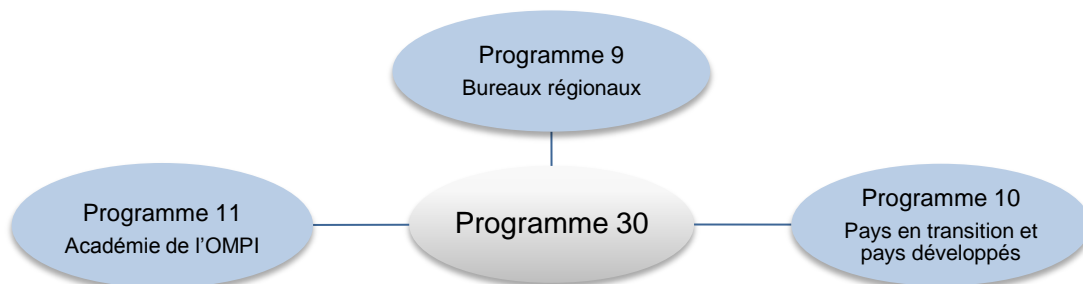 Programme 9
Bureaux régionaux
Programme 11
Académie de l’OMPI
Programme 30
Programme 10
Pays en transition et
pays développés